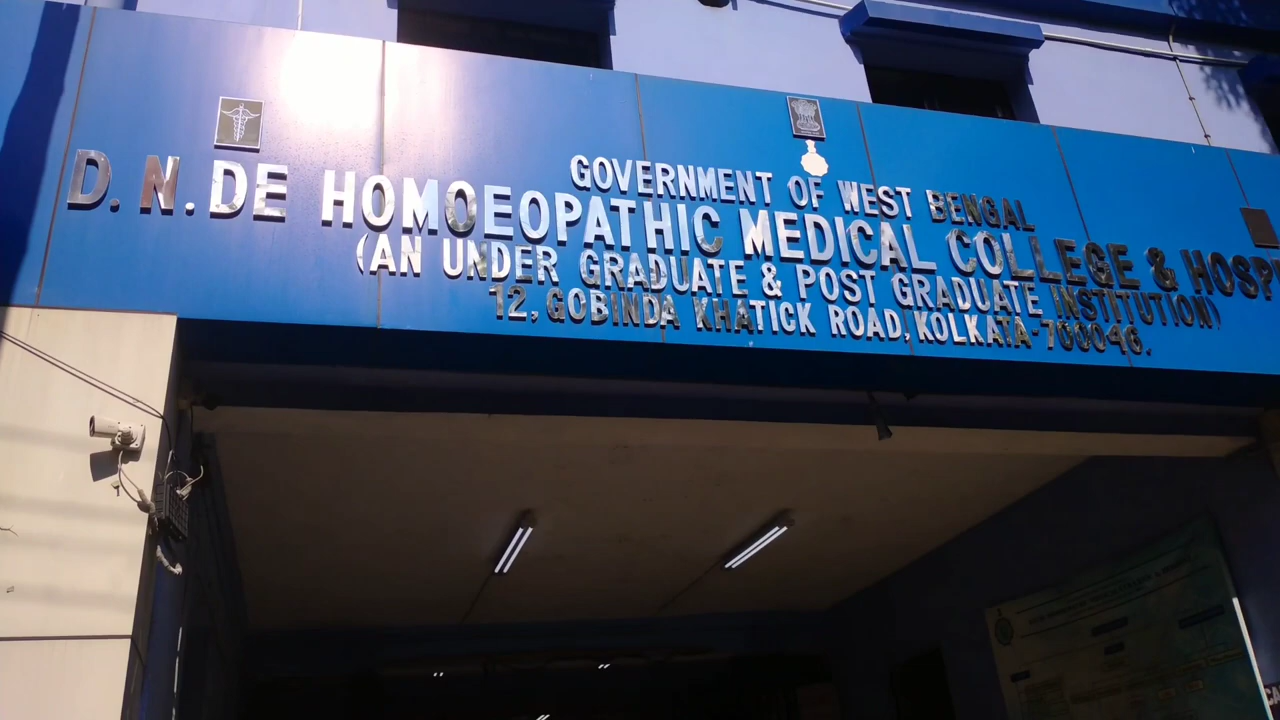 GOVERNMENT OF WEST BENGAL
D. N. DE HOMOEOPATHIC MEDICAL COLLEGE & HOSPI
(AN UNDER GRADUATE & POST GRADUATE INSTITUTION)
12, GOBINDA KHATICK ROAD, KOLKATA-700046.